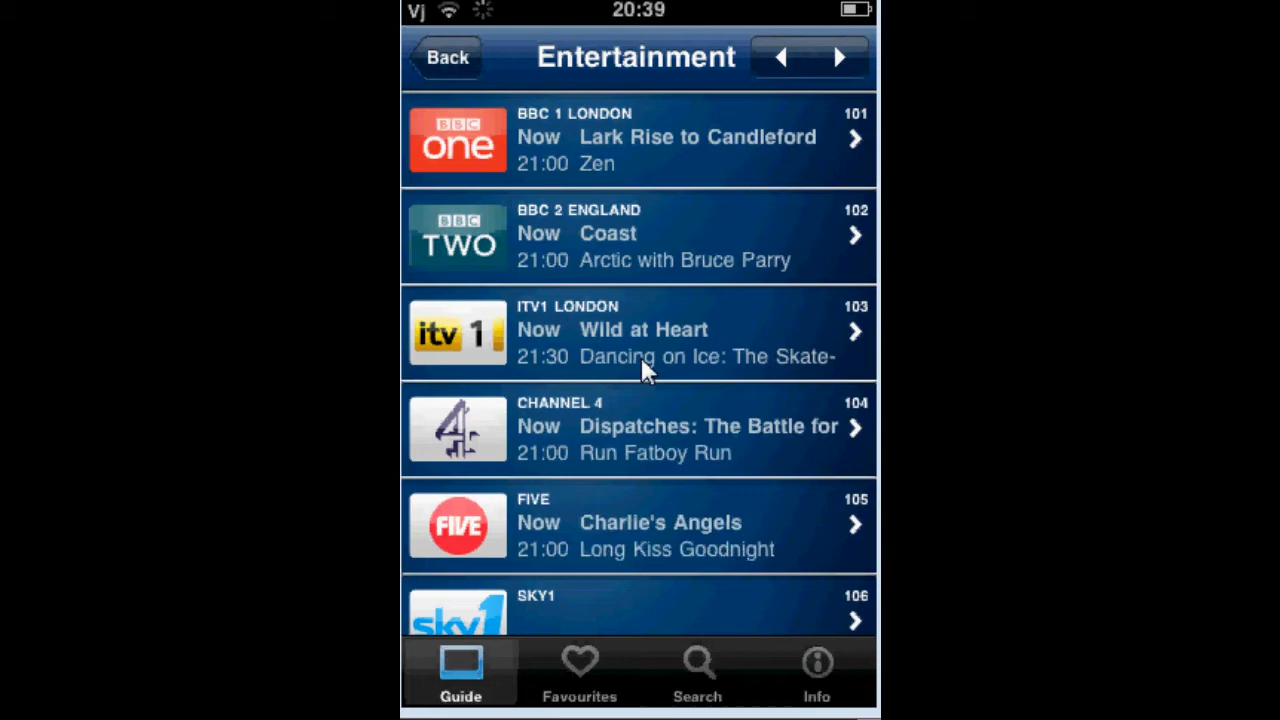 Vj 20:39
Back Entertainment
BBC one
BBC 1 LONDON 101
Now Lark Rise to Candleford
21:00 Zen
BBC TWO
BBC 2 ENGLAND 102
Now Coast
21:00 Arctic with Bruce Parry
itv 1
ITV1 LONDON 103
Now Wild at Heart
21:30 Dancing on Ice: The Skate-
4
CHANNEL 4 104
Now Dispatches: The Battle for
21:00 Run Fatboy Run
FIVE
FIVE 105
Now Charlie's Angels
21:00 Long Kiss Goodnight
sky1
SKY1 106
Guide Favourites Search Info